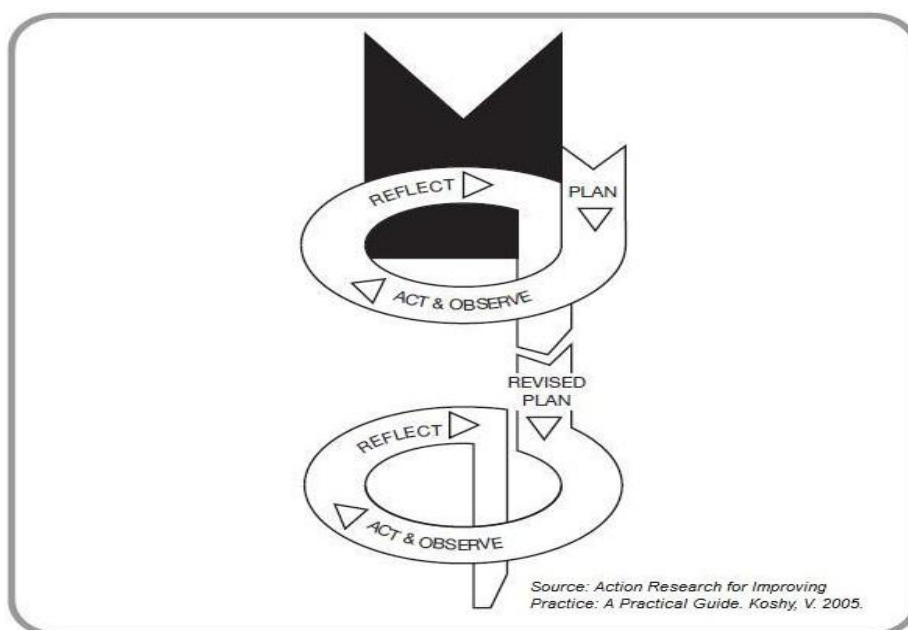 REFLECT
PLAN
ACT & OBSERVE
REVISED
PLAN
REFLECT
ACT & OBSERVE
Source: Action Research for Improving
Practice: A Practical Guide. Koshy, V. 2005.